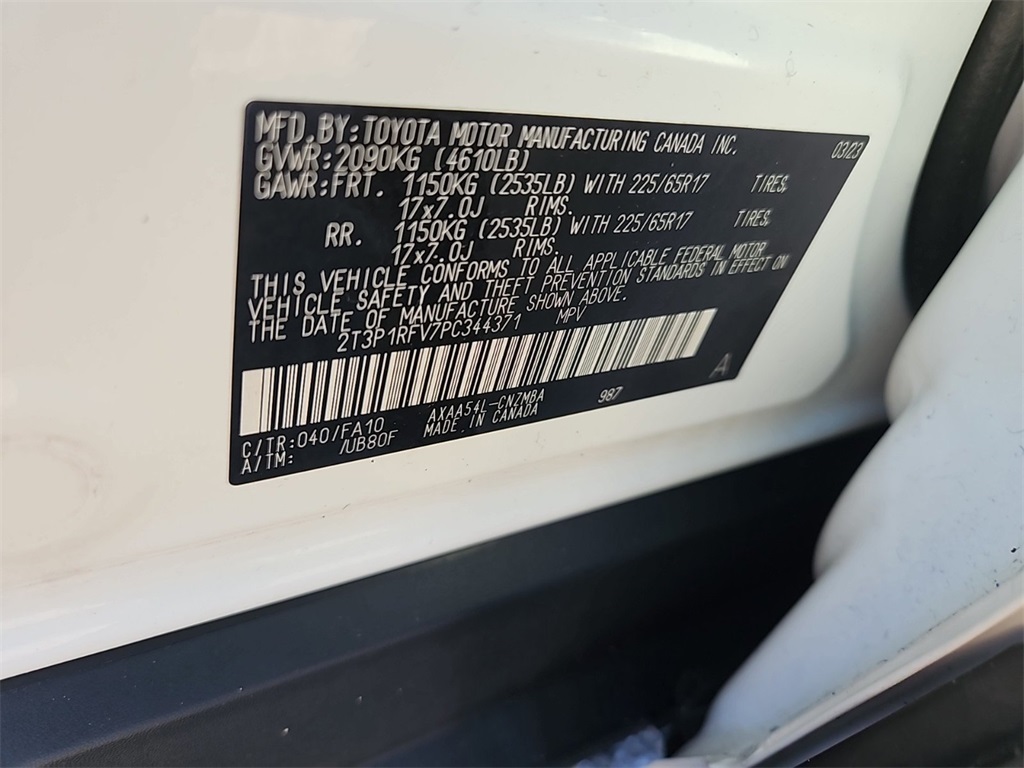 MFD.BY:TOYOTA MOTOR MANUFACTURING CANADA INC. 03/23
GVWR:2090KG (4610LB)
GAWR:FRT. 1150KG (2535LB) WITH 225/65R17 TIRES,
17x7.0J RIMS.
RR. 1150KG (2535LB) WITH 225/65R17 TIRES,
17x7.0J RIMS.
THIS VEHICLE CONFORMS TO ALL APPLICABLE FEDERAL MOTOR
VEHICLE SAFETY AND THEFT PREVENTION STANDARDS IN EFFECT ON
THE DATE OF MANUFACTURE SHOWN ABOVE.
2T3P1RFV7PC344371 MPV
C/TR:040/FA10 AXAA54L-CNZMBA 987 A
A/TM: /UB80F MADE IN CANADA